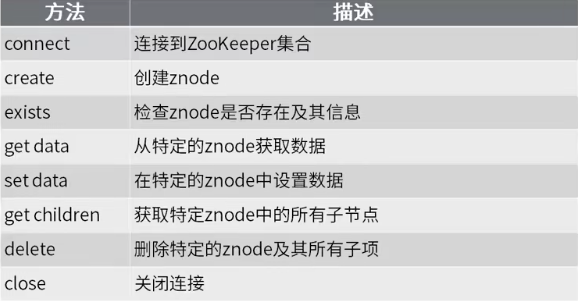 方法 描述
connect 连接到ZooKeeper集合
create 创建znode
exists 检查znode是否存在及其信息
get data 从特定的znode获取数据
set data 在特定的znode中设置数据
get children 获取特定znode中的所有子节点
delete 删除特定的znode及其所有子项
close 关闭连接